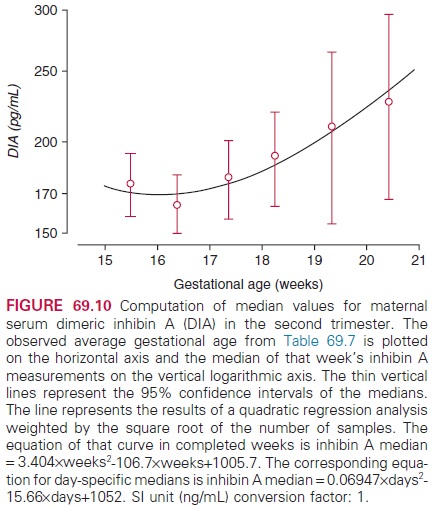 300
250
200
170
150
DIA (pg/mL)
15 16 17 18 19 20 21
Gestational age (weeks)
FIGURE 69.10 Computation of median values for maternal
serum dimeric inhibin A (DIA) in the second trimester. The
observed average gestational age from Table 69.7 is plotted
on the horizontal axis and the median of that week's inhibin A
measurements on the vertical logarithmic axis. The thin vertical
lines represent the 95% confidence intervals of the medians.
The line represents the results of a quadratic regression analysis
weighted by the square root of the number of samples. The
equation of that curve in completed weeks is inhibin A median
=3.404×weeks²-106.7×weeks+1005.7. The corresponding equa-
tion for day-specific medians is inhibin A median=0.06947×days²-
15.66×days+1052. SI unit (ng/mL) conversion factor: 1.